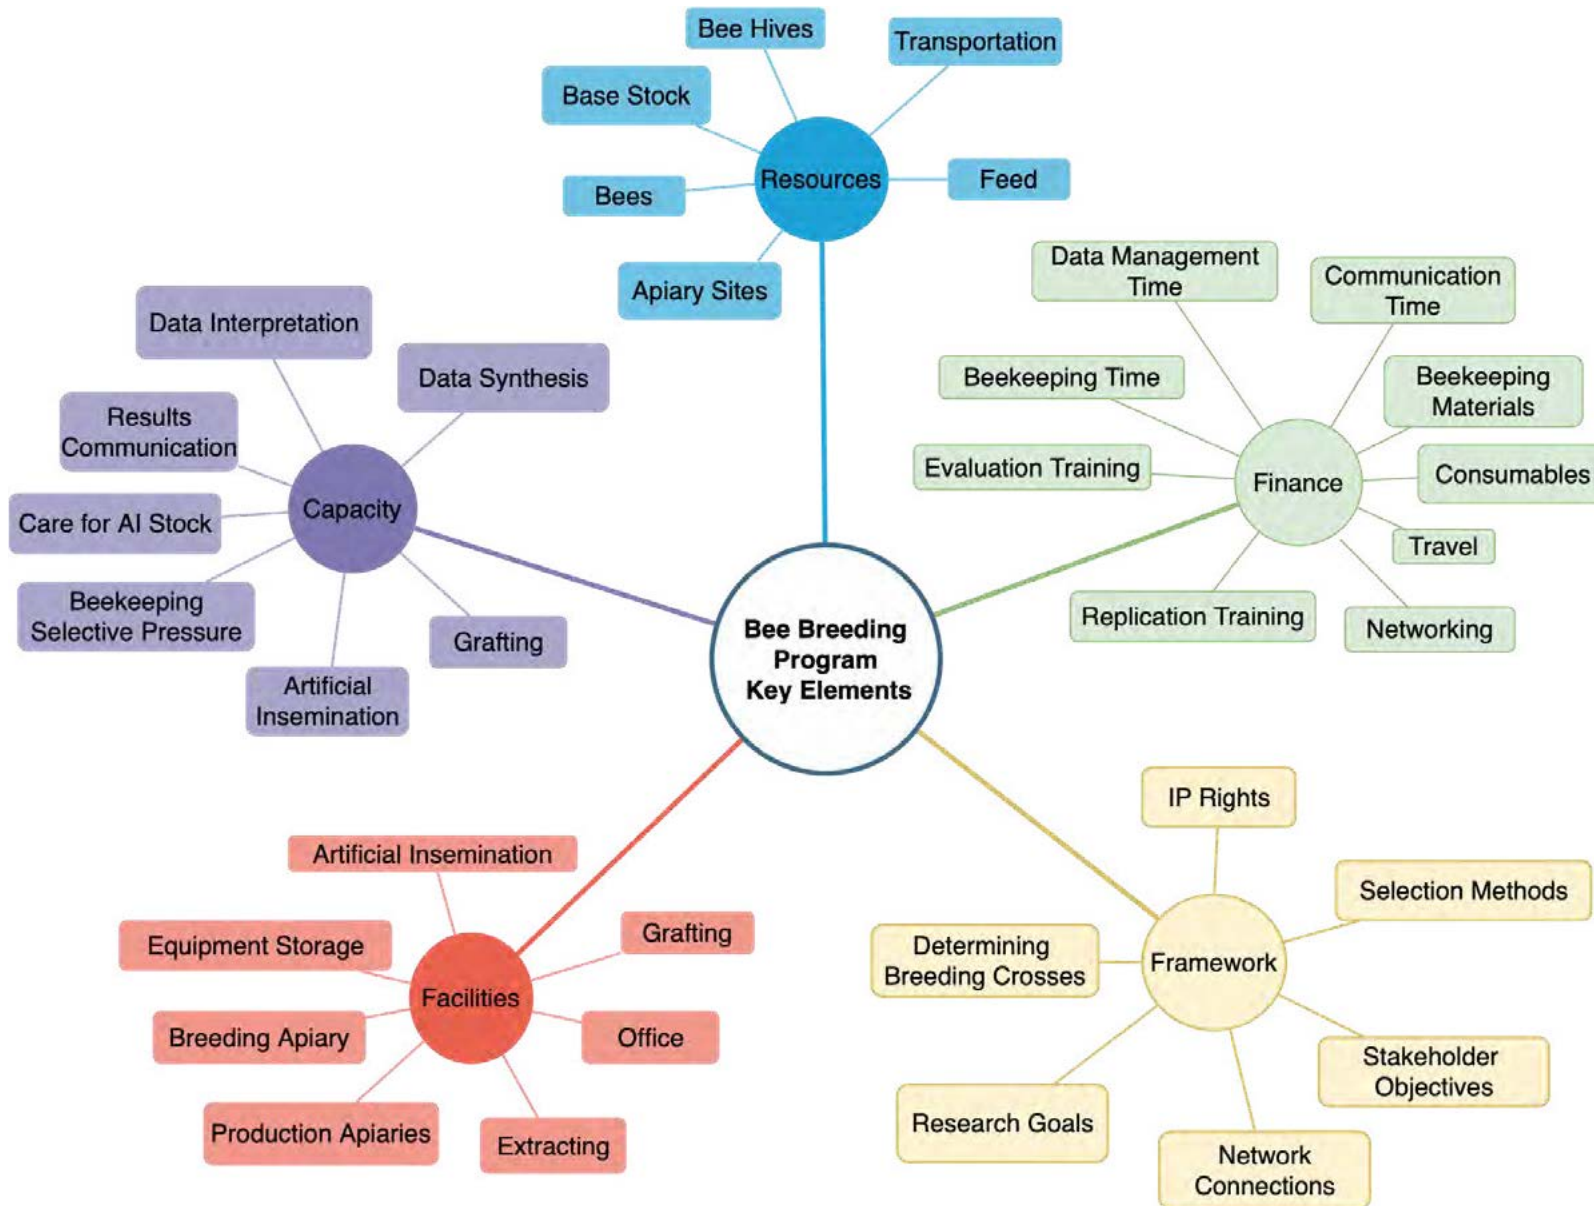 Bee Hives
Transportation
Base Stock
Resources
Feed
Bees
Apiary Sites
Data Management
Time
Communication
Time
Beekeeping Time
Beekeeping
Materials
Evaluation Training
Finance
Consumables
Travel
Replication Training
Networking
Data Interpretation
Data Synthesis
Results
Communication
Capacity
Care for AI Stock
Beekeeping
Selective Pressure
Grafting
Artificial
Insemination
Bee Breeding
Program
Key Elements
IP Rights
Selection Methods
Determining
Breeding Crosses
Framework
Stakeholder
Objectives
Research Goals
Network
Connections
Artificial Insemination
Grafting
Equipment Storage
Facilities
Breeding Apiary
Office
Production Apiaries
Extracting